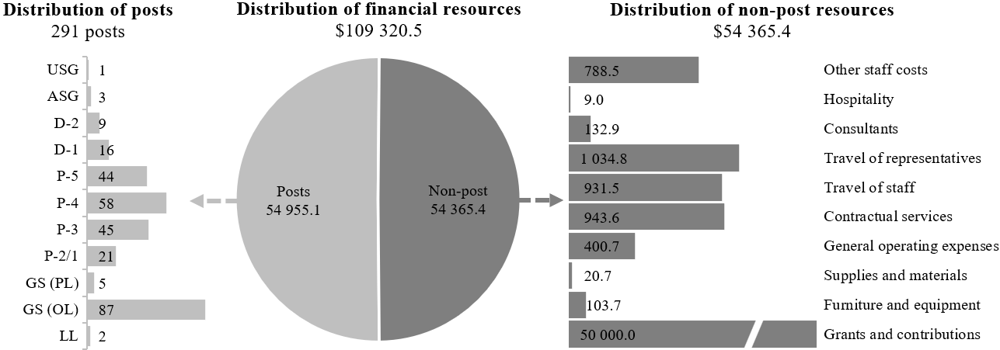 Distribution of posts
291 posts
USG 1
ASG 3
D-2 9
D-1 16
P-5 44
P-4 58
P-3 45
P-2/1 21
GS (PL) 5
GS (OL) 87
LL 2
Distribution of financial resources
$109 320.5
Posts
54 955.1
Non-post
54 365.4
Distribution of non-post resources
$54 365.4
788.5 Other staff costs
9.0 Hospitality
132.9 Consultants
1 034.8 Travel of representatives
931.5 Travel of staff
943.6 Contractual services
400.7 General operating expenses
20.7 Supplies and materials
103.7 Furniture and equipment
50 000.0 Grants and contributions